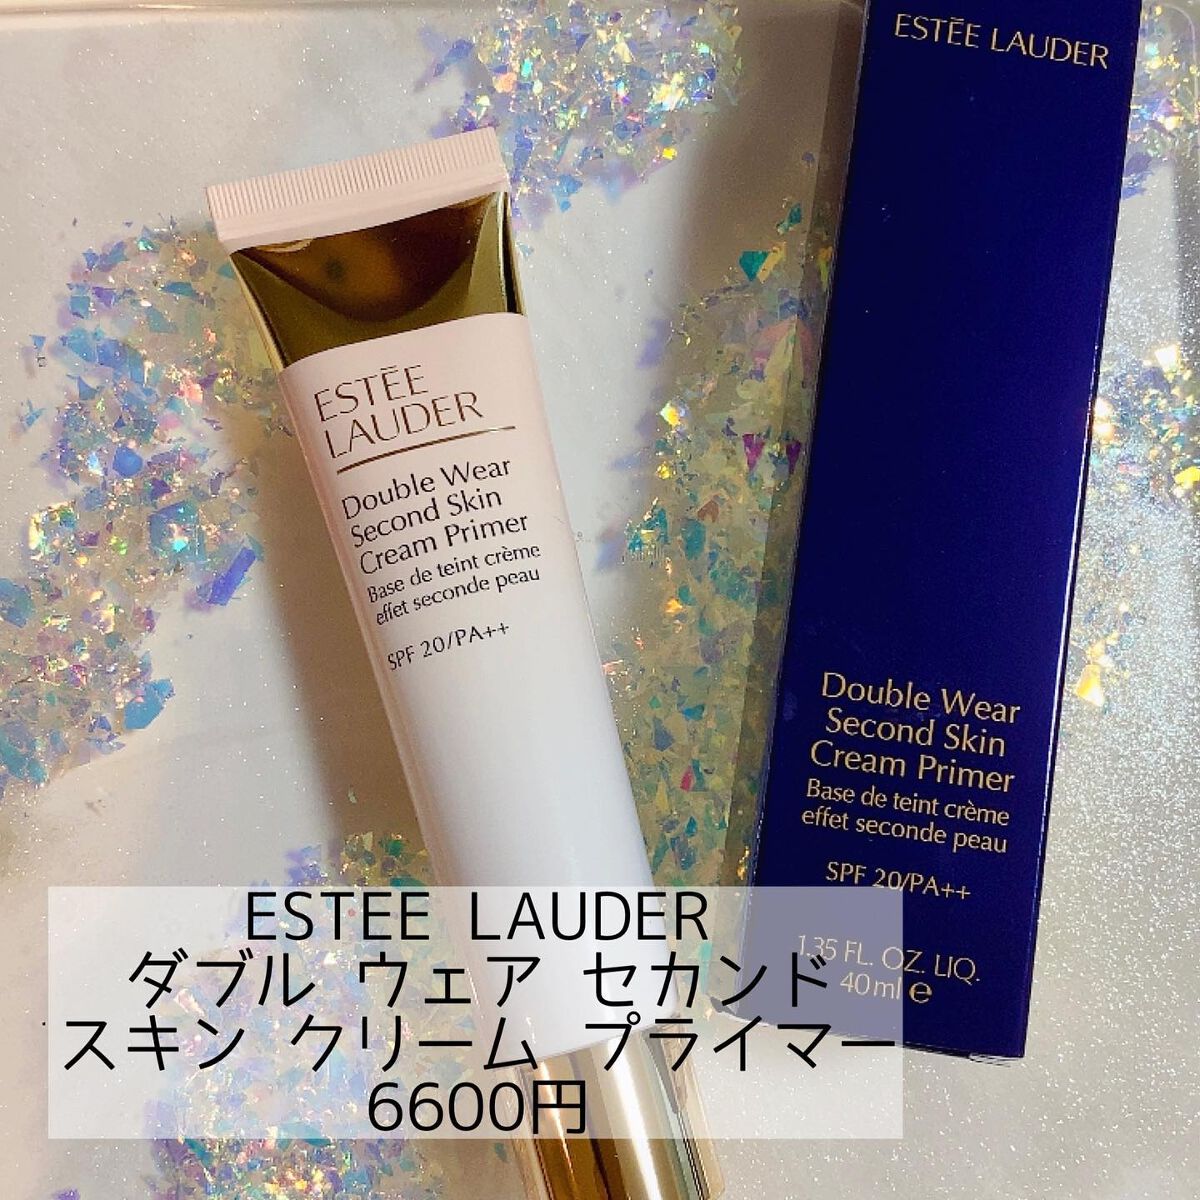 ESTĒE LAUDER
ESTĒE
LAUDER
Double Wear
Second Skin
Cream Primer
Base de teint crème
effet seconde peau
SPF 20/PA++
Double Wear
Second Skin
Cream Primer
Base de teint crème
effet seconde peau
SPF 20/PA++
1.35 FL. OZ. LIQ.
40 ml e
ESTEE LAUDER
ダブル ウェア セカンド
スキン クリーム プライマー
6600円